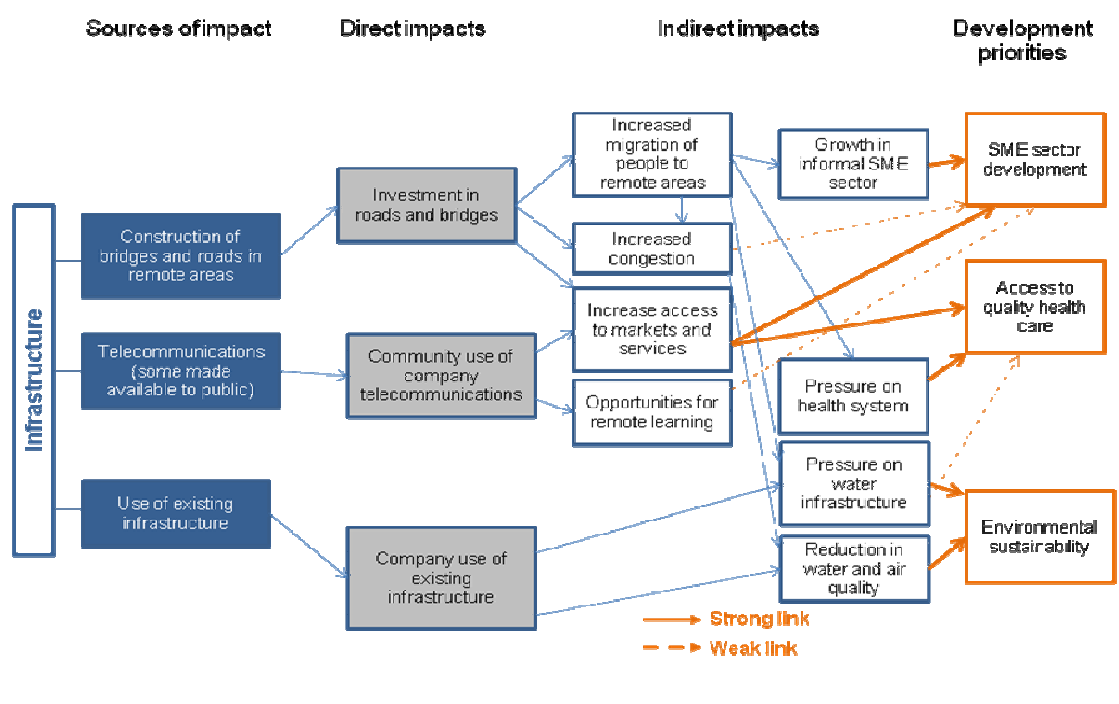 Sources of impact
Direct impacts
Indirect impacts
Development
priorities
Infrastructure
Construction of
bridges and roads in
remote areas
Telecommunications
(some made
available to public)
Use of existing
infrastructure
Investment in
roads and bridges
Community use of
company
telecommunications
Company use of
existing
infrastructure
Increased
migration of
people to
remote areas
Increased
congestion
Increase access
to markets and
services
Opportunities for
remote learning
Growth in
informal SME
sector
Pressure on
health system
Pressure on
water
infrastructure
Reduction in
water and air
quality
SME sector
development
Access to
quality health
care
Environmental
sustainability
Strong link
Weak link